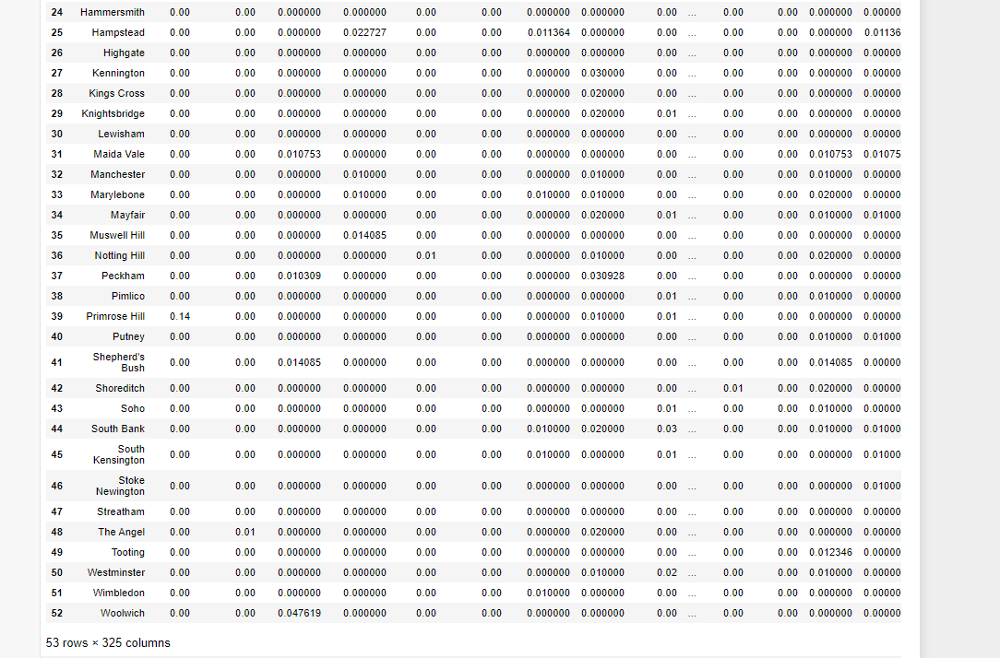 24 Hammersmith 0.00 0.00 0.000000 0.000000 0.00 0.00 0.000000 0.000000 0.00 ... 0.00 0.00 0.000000 0.00000
25 Hampstead 0.00 0.00 0.000000 0.022727 0.00 0.00 0.011364 0.000000 0.00 ... 0.00 0.00 0.000000 0.01136
26 Highgate 0.00 0.00 0.000000 0.000000 0.00 0.00 0.000000 0.000000 0.00 ... 0.00 0.00 0.000000 0.00000
27 Kennington 0.00 0.00 0.000000 0.000000 0.00 0.00 0.000000 0.030000 0.00 ... 0.00 0.00 0.000000 0.00000
28 Kings Cross 0.00 0.00 0.000000 0.000000 0.00 0.00 0.000000 0.020000 0.00 ... 0.00 0.00 0.000000 0.00000
29 Knightsbridge 0.00 0.00 0.000000 0.000000 0.00 0.00 0.000000 0.020000 0.01 ... 0.00 0.00 0.000000 0.00000
30 Lewisham 0.00 0.00 0.000000 0.000000 0.00 0.00 0.000000 0.000000 0.00 ... 0.00 0.00 0.000000 0.00000
31 Maida Vale 0.00 0.00 0.010753 0.000000 0.00 0.00 0.000000 0.000000 0.00 ... 0.00 0.00 0.010753 0.01075
32 Manchester 0.00 0.00 0.000000 0.010000 0.00 0.00 0.000000 0.010000 0.00 ... 0.00 0.00 0.010000 0.00000
33 Marylebone 0.00 0.00 0.000000 0.010000 0.00 0.00 0.010000 0.010000 0.00 ... 0.00 0.00 0.020000 0.00000
34 Mayfair 0.00 0.00 0.000000 0.000000 0.00 0.00 0.000000 0.020000 0.01 ... 0.00 0.00 0.010000 0.01000
35 Muswell Hill 0.00 0.00 0.000000 0.014085 0.00 0.00 0.000000 0.000000 0.00 ... 0.00 0.00 0.000000 0.00000
36 Notting Hill 0.00 0.00 0.000000 0.000000 0.01 0.00 0.000000 0.010000 0.00 ... 0.00 0.00 0.020000 0.00000
37 Peckham 0.00 0.00 0.010309 0.000000 0.00 0.00 0.000000 0.030928 0.00 ... 0.00 0.00 0.000000 0.00000
38 Pimlico 0.00 0.00 0.000000 0.000000 0.00 0.00 0.000000 0.000000 0.01 ... 0.00 0.00 0.010000 0.00000
39 Primrose Hill 0.14 0.00 0.000000 0.000000 0.00 0.00 0.000000 0.010000 0.01 ... 0.00 0.00 0.000000 0.00000
40 Putney 0.00 0.00 0.000000 0.000000 0.00 0.00 0.000000 0.000000 0.00 ... 0.00 0.00 0.010000 0.01000
Shepherd's
41 Bush 0.00 0.00 0.014085 0.000000 0.00 0.00 0.000000 0.000000 0.00 ... 0.00 0.00 0.014085 0.00000
42 Shoreditch 0.00 0.00 0.000000 0.000000 0.00 0.00 0.000000 0.000000 0.00 ... 0.01 0.00 0.020000 0.00000
43 Soho 0.00 0.00 0.000000 0.000000 0.00 0.00 0.000000 0.000000 0.01 ... 0.00 0.00 0.010000 0.00000
44 South Bank 0.00 0.00 0.000000 0.000000 0.00 0.00 0.010000 0.020000 0.03 ... 0.00 0.00 0.010000 0.01000
South
45 Kensington 0.00 0.00 0.000000 0.000000 0.00 0.00 0.010000 0.000000 0.01 ... 0.00 0.00 0.000000 0.01000
Stoke
46 Newington 0.00 0.00 0.000000 0.000000 0.00 0.00 0.000000 0.000000 0.00 ... 0.00 0.00 0.000000 0.01000
47 Streatham 0.00 0.00 0.000000 0.000000 0.00 0.00 0.000000 0.000000 0.00 ... 0.00 0.00 0.000000 0.00000
48 The Angel 0.00 0.01 0.000000 0.000000 0.00 0.00 0.000000 0.020000 0.00 ... 0.00 0.00 0.000000 0.00000
49 Tooting 0.00 0.00 0.000000 0.000000 0.00 0.00 0.000000 0.000000 0.00 ... 0.00 0.00 0.012346 0.00000
50 Westminster 0.00 0.00 0.000000 0.000000 0.00 0.00 0.000000 0.010000 0.02 ... 0.00 0.00 0.010000 0.00000
51 Wimbledon 0.00 0.00 0.000000 0.000000 0.00 0.00 0.010000 0.000000 0.00 ... 0.00 0.00 0.000000 0.00000
52 Woolwich 0.00 0.00 0.047619 0.000000 0.00 0.00 0.000000 0.000000 0.00 ... 0.00 0.00 0.000000 0.00000
53 rows × 325 columns